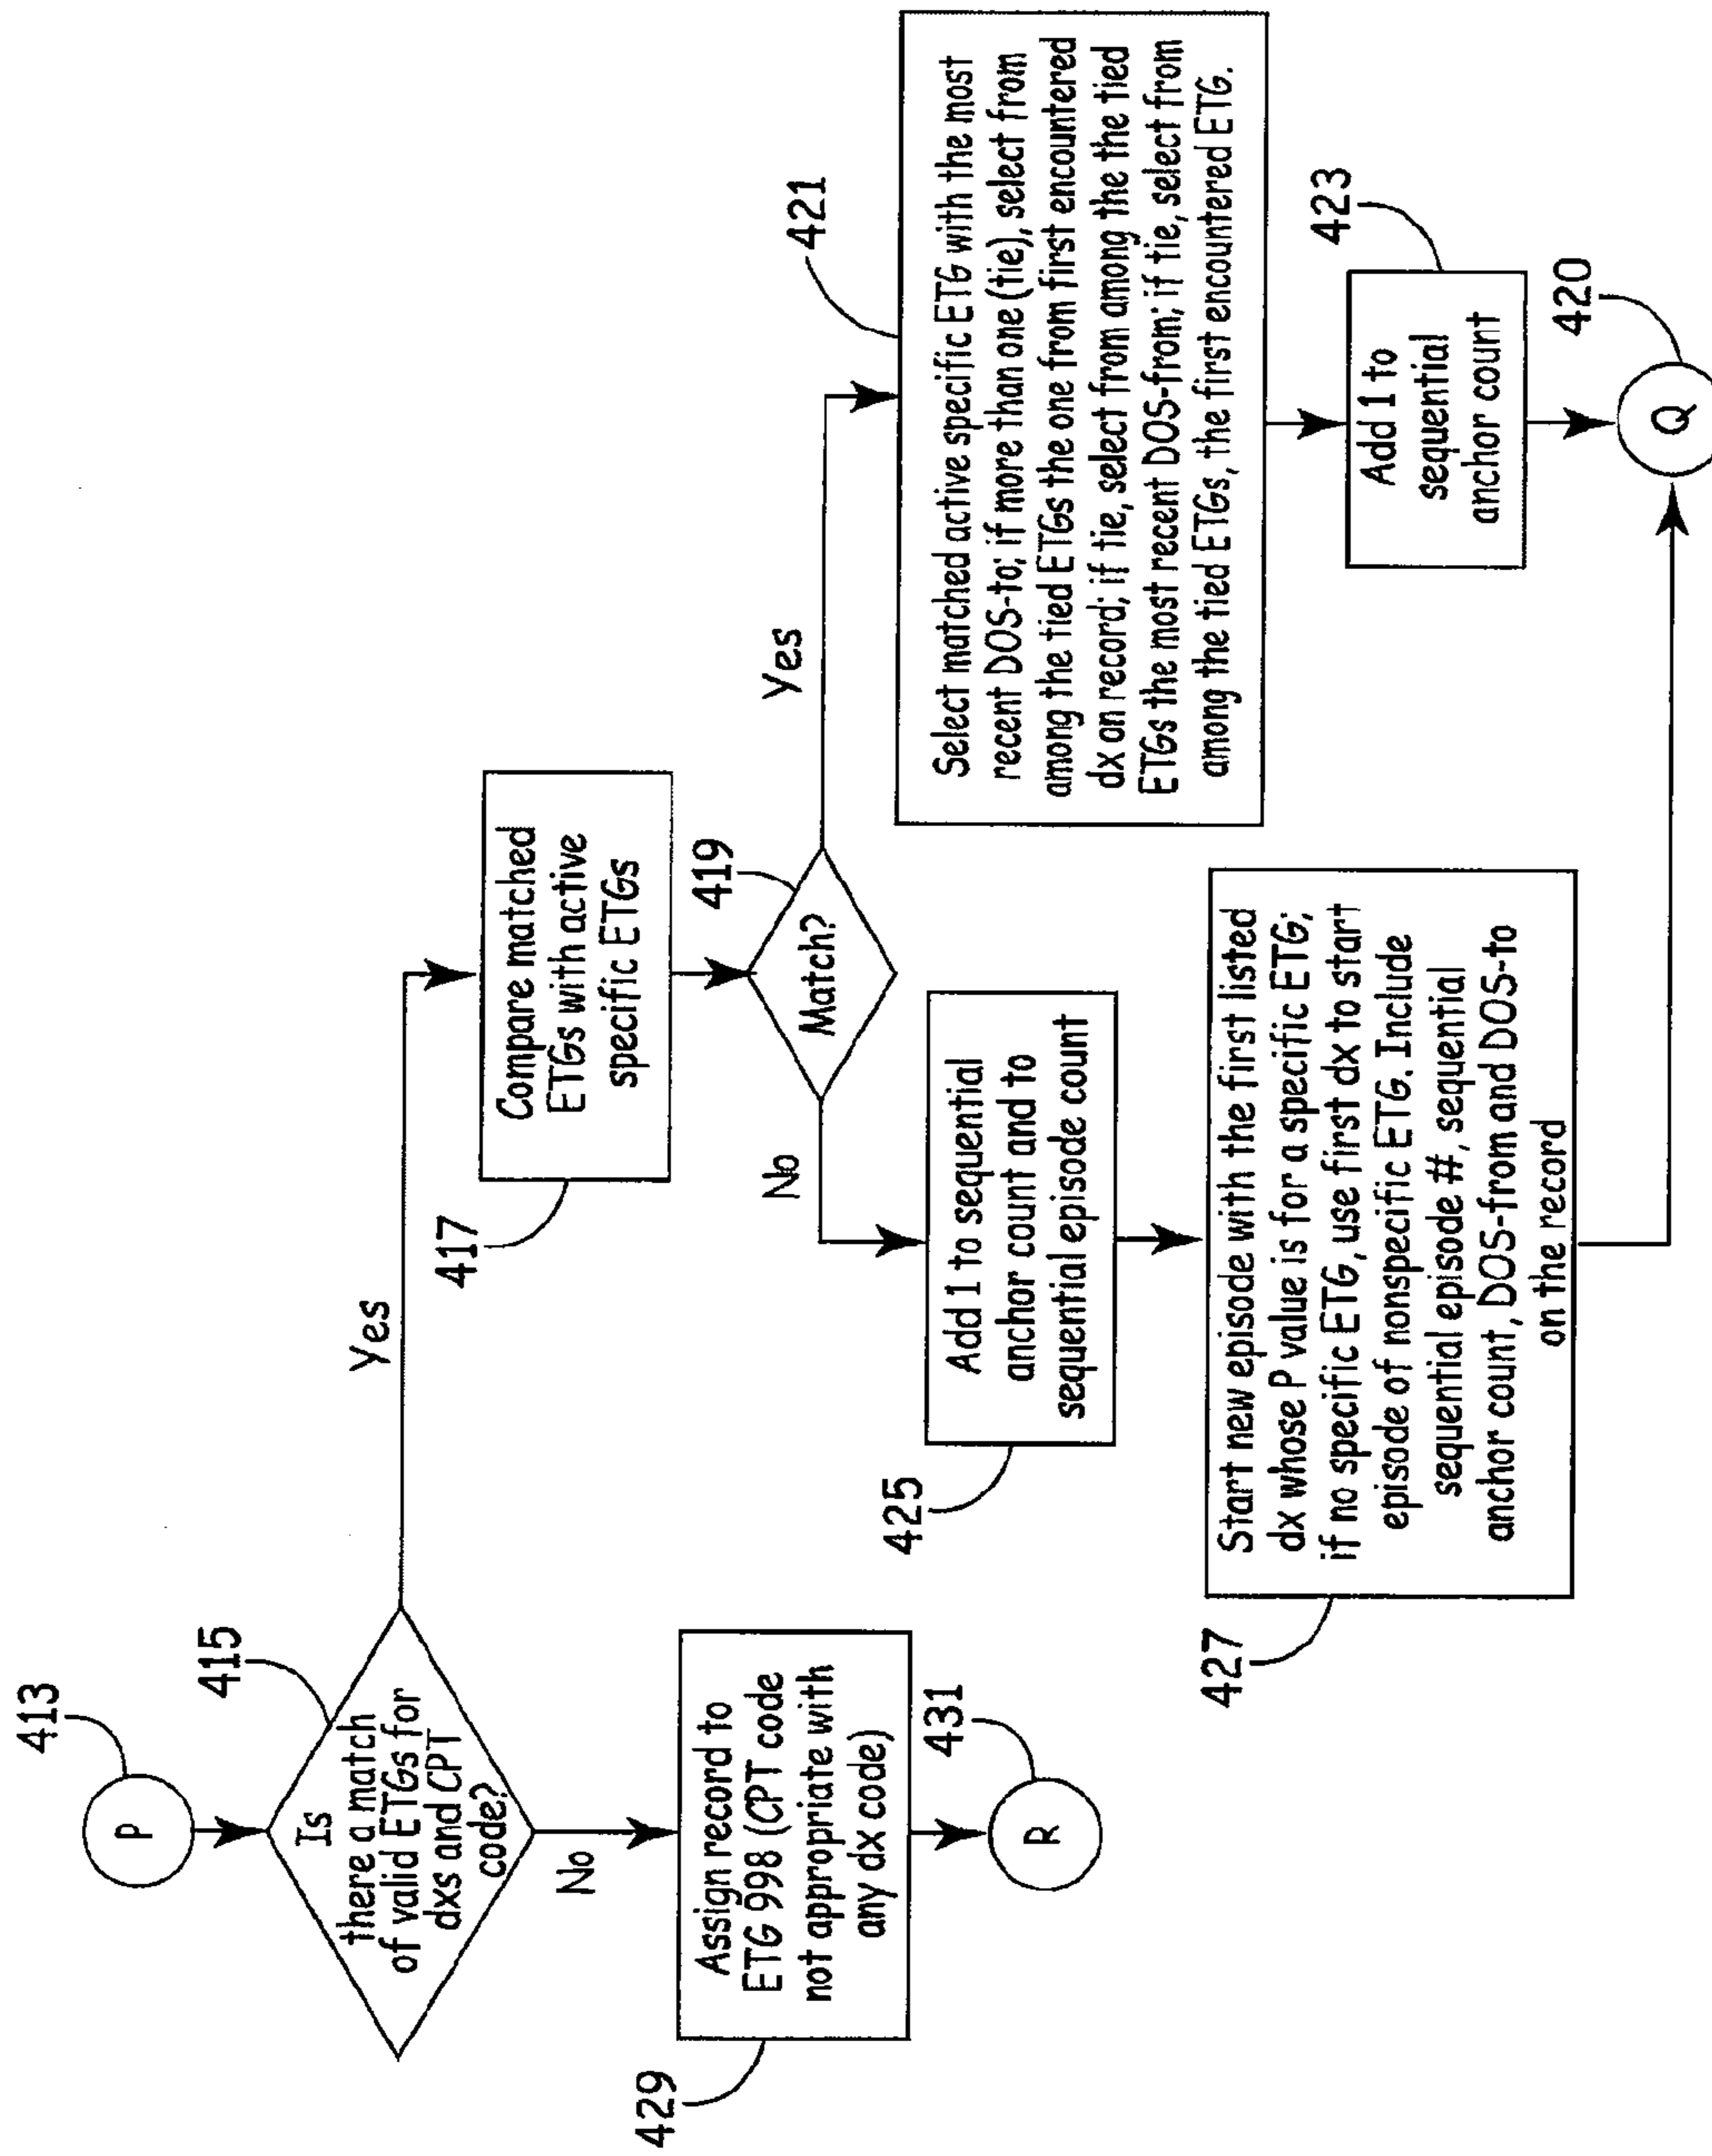 413
P
415
Is
there a match
of valid ETGs for
dxs and CPT
code?
Yes
No
417
Compare matched
ETGs with active
specific ETGs
419
Match?
Yes
No
421
Select matched active specific ETG with the most
recent DOS-to; if more than one (tie), select from
among the tied ETGs the one from first encountered
dx on record; if tie, select from among the the tied
ETGs the most recent DOS-from; if tie, select from
among the tied ETGs, the first encountered ETG.
423
Add 1 to
sequential
anchor count
420
Q
425
Add 1 to sequential
anchor count and to
sequential episode count
427
Start new episode with the first listed
dx whose P value is for a specific ETG;
if no specific ETG, use first dx to start
episode of nonspecific ETG. Include
sequential episode #, sequential
anchor count, DOS-from and DOS-to
on the record
429
Assign record to
ETG 998 (CPT code
not appropriate with
any dx code)
431
R